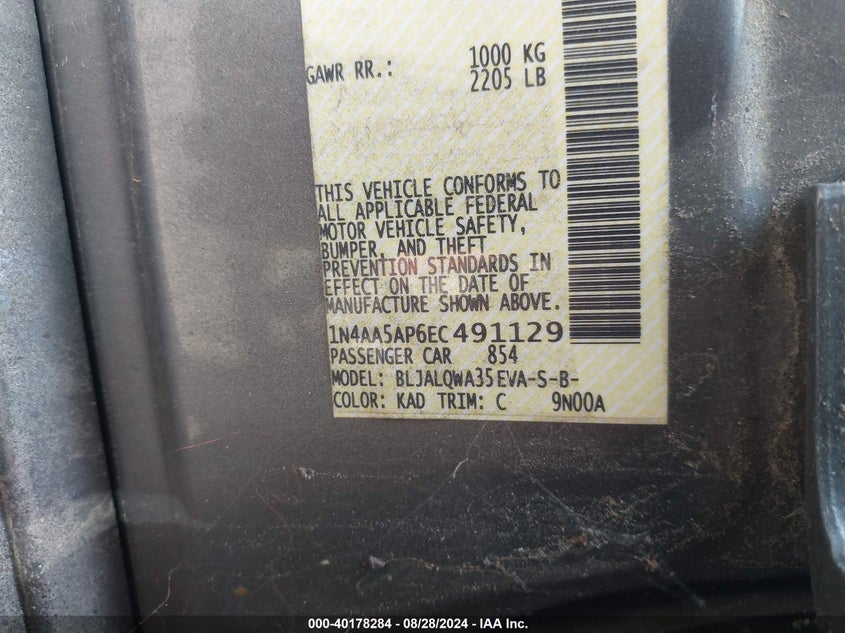 GAWR RR.: 1000 KG
2205 LB
THIS VEHICLE CONFORMS TO
ALL APPLICABLE FEDERAL
MOTOR VEHICLE SAFETY,
BUMPER, AND THEFT
PREVENTION STANDARDS IN
EFFECT ON THE DATE OF
MANUFACTURE SHOWN ABOVE.
1N4AA5AP6EC491129
PASSENGER CAR 854
MODEL: BLJALQWA35EVA-S-B-
COLOR: KAD TRIM: C 9N00A
000-40178284 - 08/28/2024 - IAA Inc.